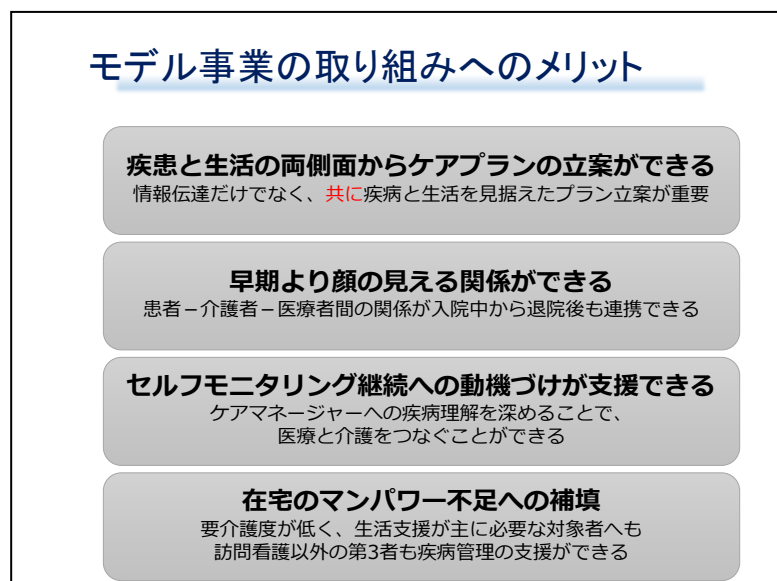 モデル事業の取り組みへのメリット
疾患と生活の両側面からケアプランの立案ができる
情報伝達だけでなく、共に疾病と生活を見据えたプラン立案が重要
早期より顔の見える関係ができる
患者－介護者－医療者間の関係が入院中から退院後も連携できる
セルフモニタリング継続への動機づけが支援できる
ケアマネージャーへの疾病理解を深めることで、
医療と介護をつなぐことができる
在宅のマンパワー不足への補填
要介護度が低く、生活支援が主に必要な対象者へも
訪問看護以外の第3者も疾病管理の支援ができる